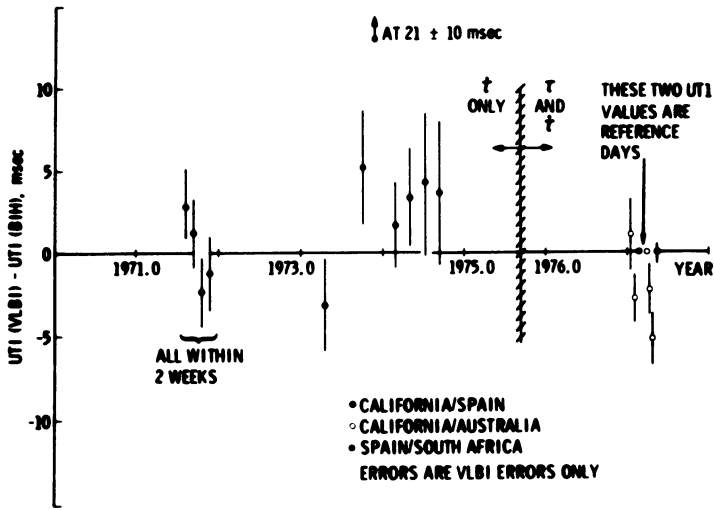 AT 21 ± 10 msec
UT1 (VLBI) - UT1 (BIH), msec
10
5
0
-5
-10
ṫ
ONLY
τ
AND
ṫ
THESE TWO UT1
VALUES ARE
REFERENCE
DAYS
1971.0
1973.0
1975.0
1976.0
YEAR
ALL WITHIN
2 WEEKS
CALIFORNIA/SPAIN
CALIFORNIA/AUSTRALIA
SPAIN/SOUTH AFRICA
ERRORS ARE VLBI ERRORS ONLY